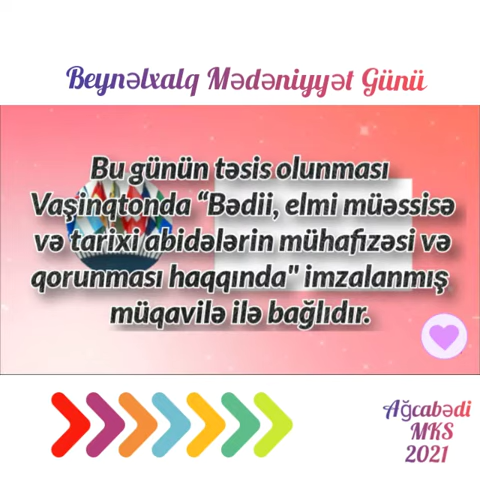 Beynəlxalq Mədəniyyət Günü
Bu günün təsis olunması
Vaşinqtonda “Bədii, elmi müəssisə
və tarixi abidələrin mühafizəsi və
qorunması haqqında" imzalanmış
müqavilə ilə bağlıdır.
Ağcabədi
MKS
2021